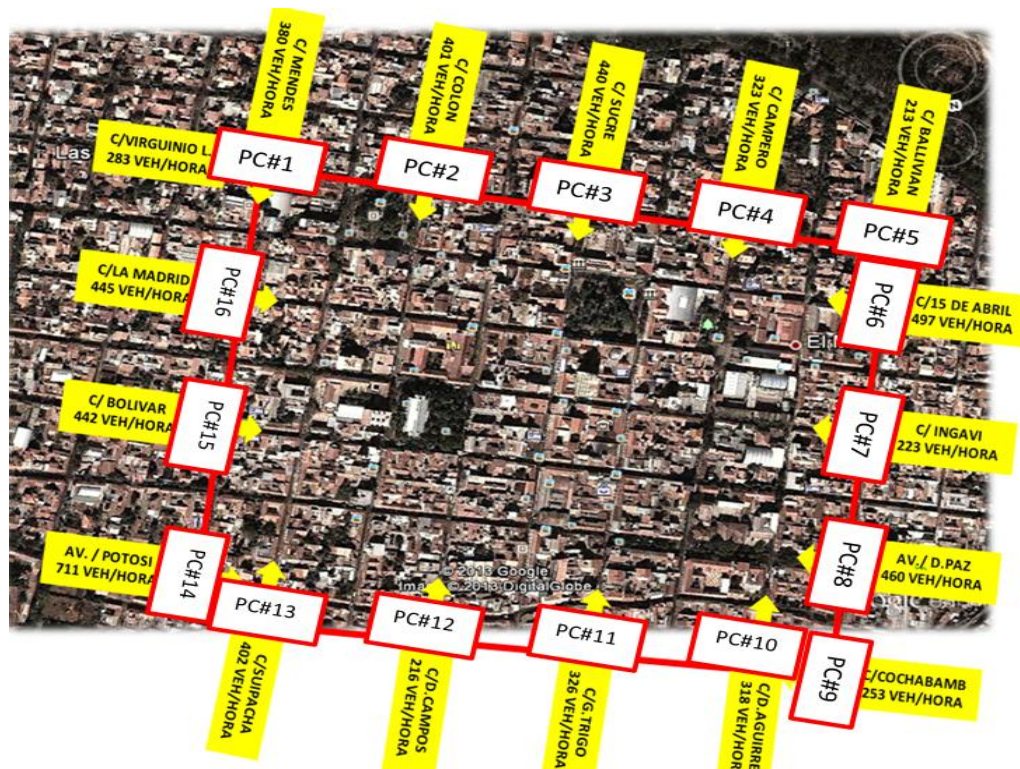 C/ MENDES
380 VEH/HORA
C/ COLON
401 VEH/HORA
C/ SUCRE
440 VEH/HORA
C/ CAMPERO
323 VEH/HORA
C/ BALLIVIAN
213 VEH/HORA
C/VIRGUINIO L.
283 VEH/HORA
PC#1
PC#2
PC#3
PC#4
PC#5
Las
C/LA MADRID
445 VEH/HORA
PC#16
PC#6
C/15 DE ABRIL
497 VEH/HORA
C/ BOLIVAR
442 VEH/HORA
PC#15
PC#7
C/ INGAVI
223 VEH/HORA
AV. / POTOSI
711 VEH/HORA
PC#14
PC#13
PC#12
PC#11
PC#10
PC#8
AV./ D.PAZ
460 VEH/HORA
© 2013 Google
© 2013 DigitalGlobe
PC#9
C/COCHABAMB
253 VEH/HORA
C/SUIPACHA
402 VEH/HORA
C/D.CAMPOS
216 VEH/HORA
C/G.TRIGO
326 VEH/HORA
C/D.AGUIRRE
318 VEH/HOR